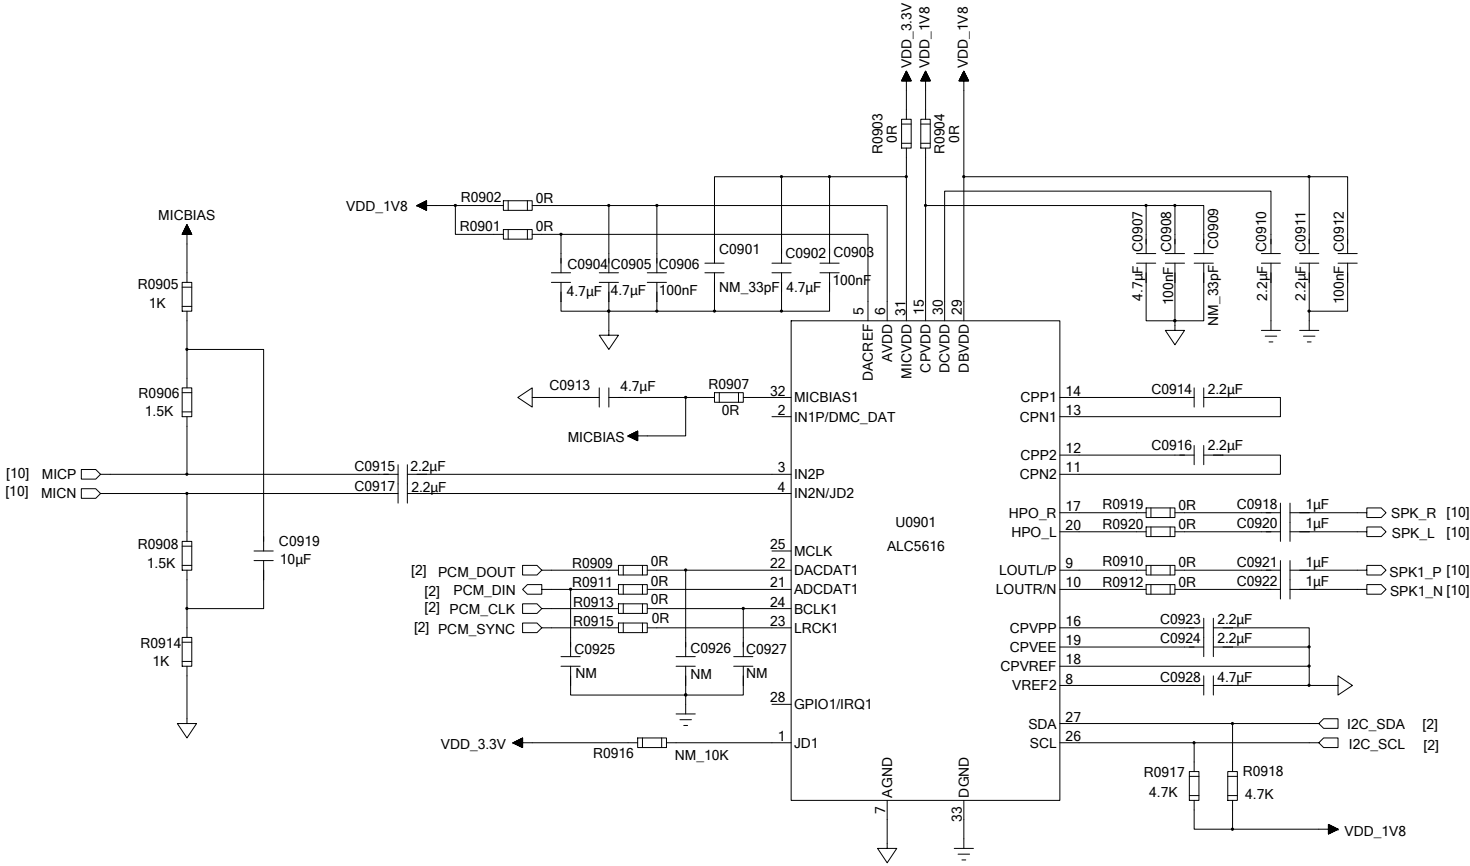 VDD_3.3V
VDD_1V8
VDD_1V8
R0903
0R
R0904
0R
VDD_1V8
R0902
0R
R0901
0R
MICBIAS
C0904
4.7µF
C0905
4.7µF
C0906
100nF
C0901
NM_33pF
C0902
4.7µF
C0903
100nF
C0907
4.7µF
C0908
100nF
C0909
NM_33pF
C0910
2.2µF
C0911
2.2µF
C0912
100nF
R0905
1K
5
6
31
15
30
29
DACREF
AVDD
MICVDD
CPVDD
DCVDD
DBVDD
R0906
1.5K
C0913
4.7µF
R0907
0R
32
MICBIAS1
2
IN1P/DMC_DAT
MICBIAS
CPP1
14
C0914
2.2µF
CPN1
13
CPP2
12
C0916
2.2µF
CPN2
11
[10]
MICP
C0915
2.2µF
3
IN2P
[10]
MICN
C0917
2.2µF
4
IN2N/JD2
U0901
ALC5616
HPO_R
17
R0919
0R
C0918
1µF
SPK_R
[10]
HPO_L
20
R0920
0R
C0920
1µF
SPK_L
[10]
R0908
1.5K
C0919
10µF
25
MCLK
[2]
PCM_DOUT
R0909
0R
22
DACDAT1
[2]
PCM_DIN
R0911
0R
21
ADCDAT1
[2]
PCM_CLK
R0913
0R
24
BCLK1
[2]
PCM_SYNC
R0915
0R
23
LRCK1
LOUTL/P
9
R0910
0R
C0921
1µF
SPK1_P
[10]
LOUTR/N
10
R0912
0R
C0922
1µF
SPK1_N
[10]
R0914
1K
C0925
NM
C0926
NM
C0927
NM
CPVPP
16
C0923
2.2µF
CPVEE
19
C0924
2.2µF
CPVREF
18
VREF2
8
C0928
4.7µF
28
GPIO1/IRQ1
VDD_3.3V
R0916
NM_10K
1
JD1
SDA
27
I2C_SDA
[2]
SCL
26
I2C_SCL
[2]
R0917
4.7K
R0918
4.7K
AGND
7
DGND
33
VDD_1V8